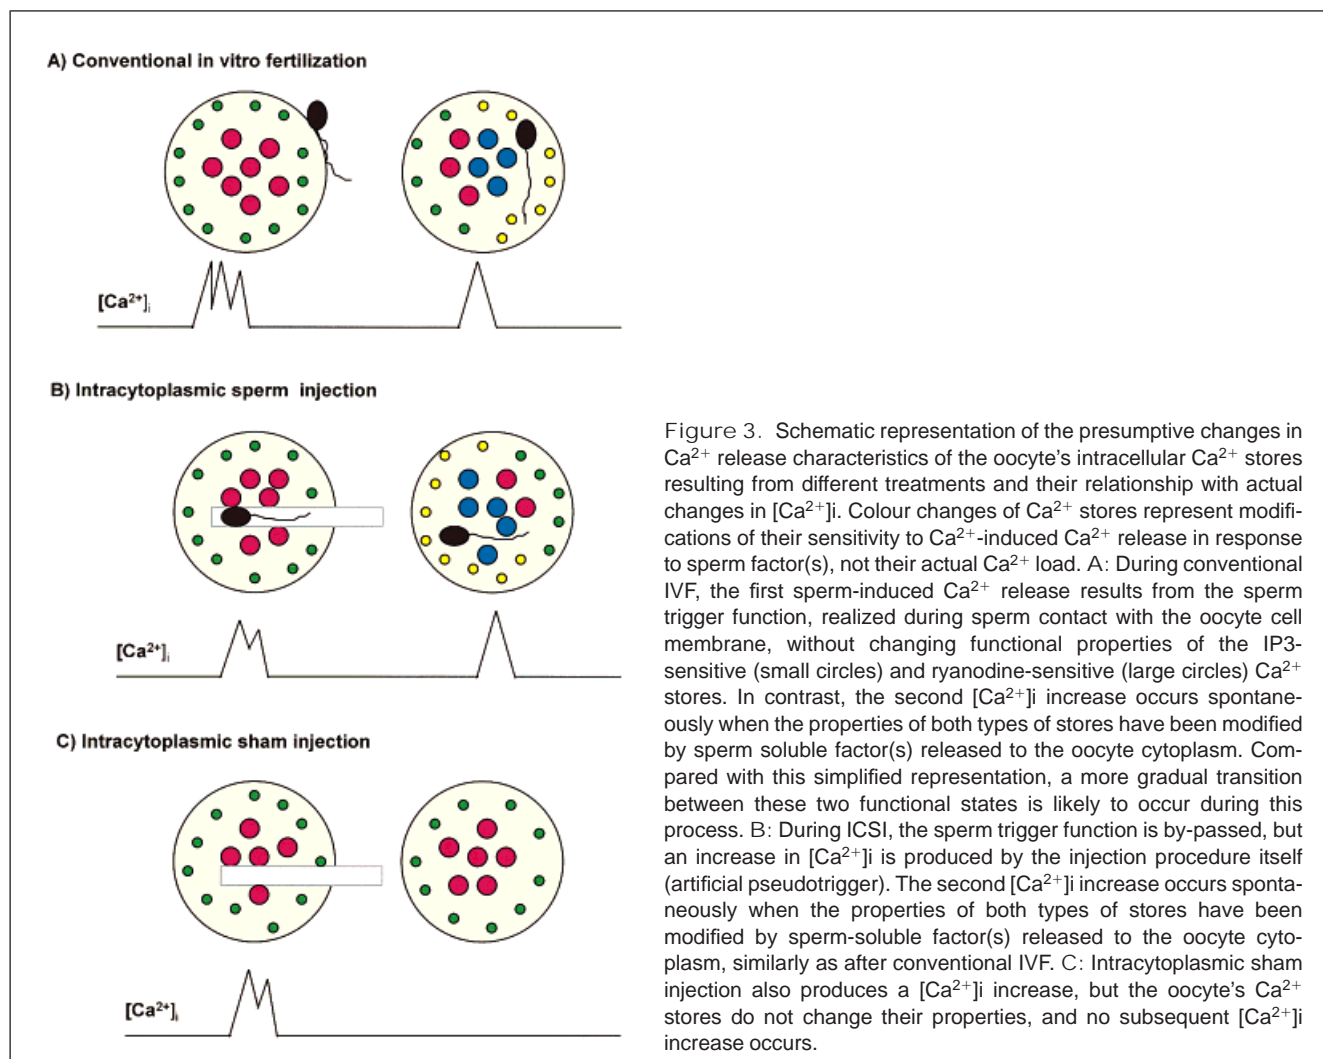 A) Conventional in vitro fertilization
[Ca²⁺]i
B) Intracytoplasmic sperm injection
[Ca²⁺]i
C) Intracytoplasmic sham injection
[Ca²⁺]i
Figure 3. Schematic representation of the presumptive changes in
Ca²⁺ release characteristics of the oocyte's intracellular Ca²⁺ stores
resulting from different treatments and their relationship with actual
changes in [Ca²⁺]i. Colour changes of Ca²⁺ stores represent modifi-
cations of their sensitivity to Ca²⁺-induced Ca²⁺ release in response
to sperm factor(s), not their actual Ca²⁺ load. A: During conventional
IVF, the first sperm-induced Ca²⁺ release results from the sperm
trigger function, realized during sperm contact with the oocyte cell
membrane, without changing functional properties of the IP3-
sensitive (small circles) and ryanodine-sensitive (large circles) Ca²⁺
stores. In contrast, the second [Ca²⁺]i increase occurs spontane-
ously when the properties of both types of stores have been modified
by sperm soluble factor(s) released to the oocyte cytoplasm. Com-
pared with this simplified representation, a more gradual transition
between these two functional states is likely to occur during this
process. B: During ICSI, the sperm trigger function is by-passed, but
an increase in [Ca²⁺]i is produced by the injection procedure itself
(artificial pseudotrigger). The second [Ca²⁺]i increase occurs sponta-
neously when the properties of both types of stores have been
modified by sperm-soluble factor(s) released to the oocyte cyto-
plasm, similarly as after conventional IVF. C: Intracytoplasmic sham
injection also produces a [Ca²⁺]i increase, but the oocyte's Ca²⁺
stores do not change their properties, and no subsequent [Ca²⁺]i
increase occurs.